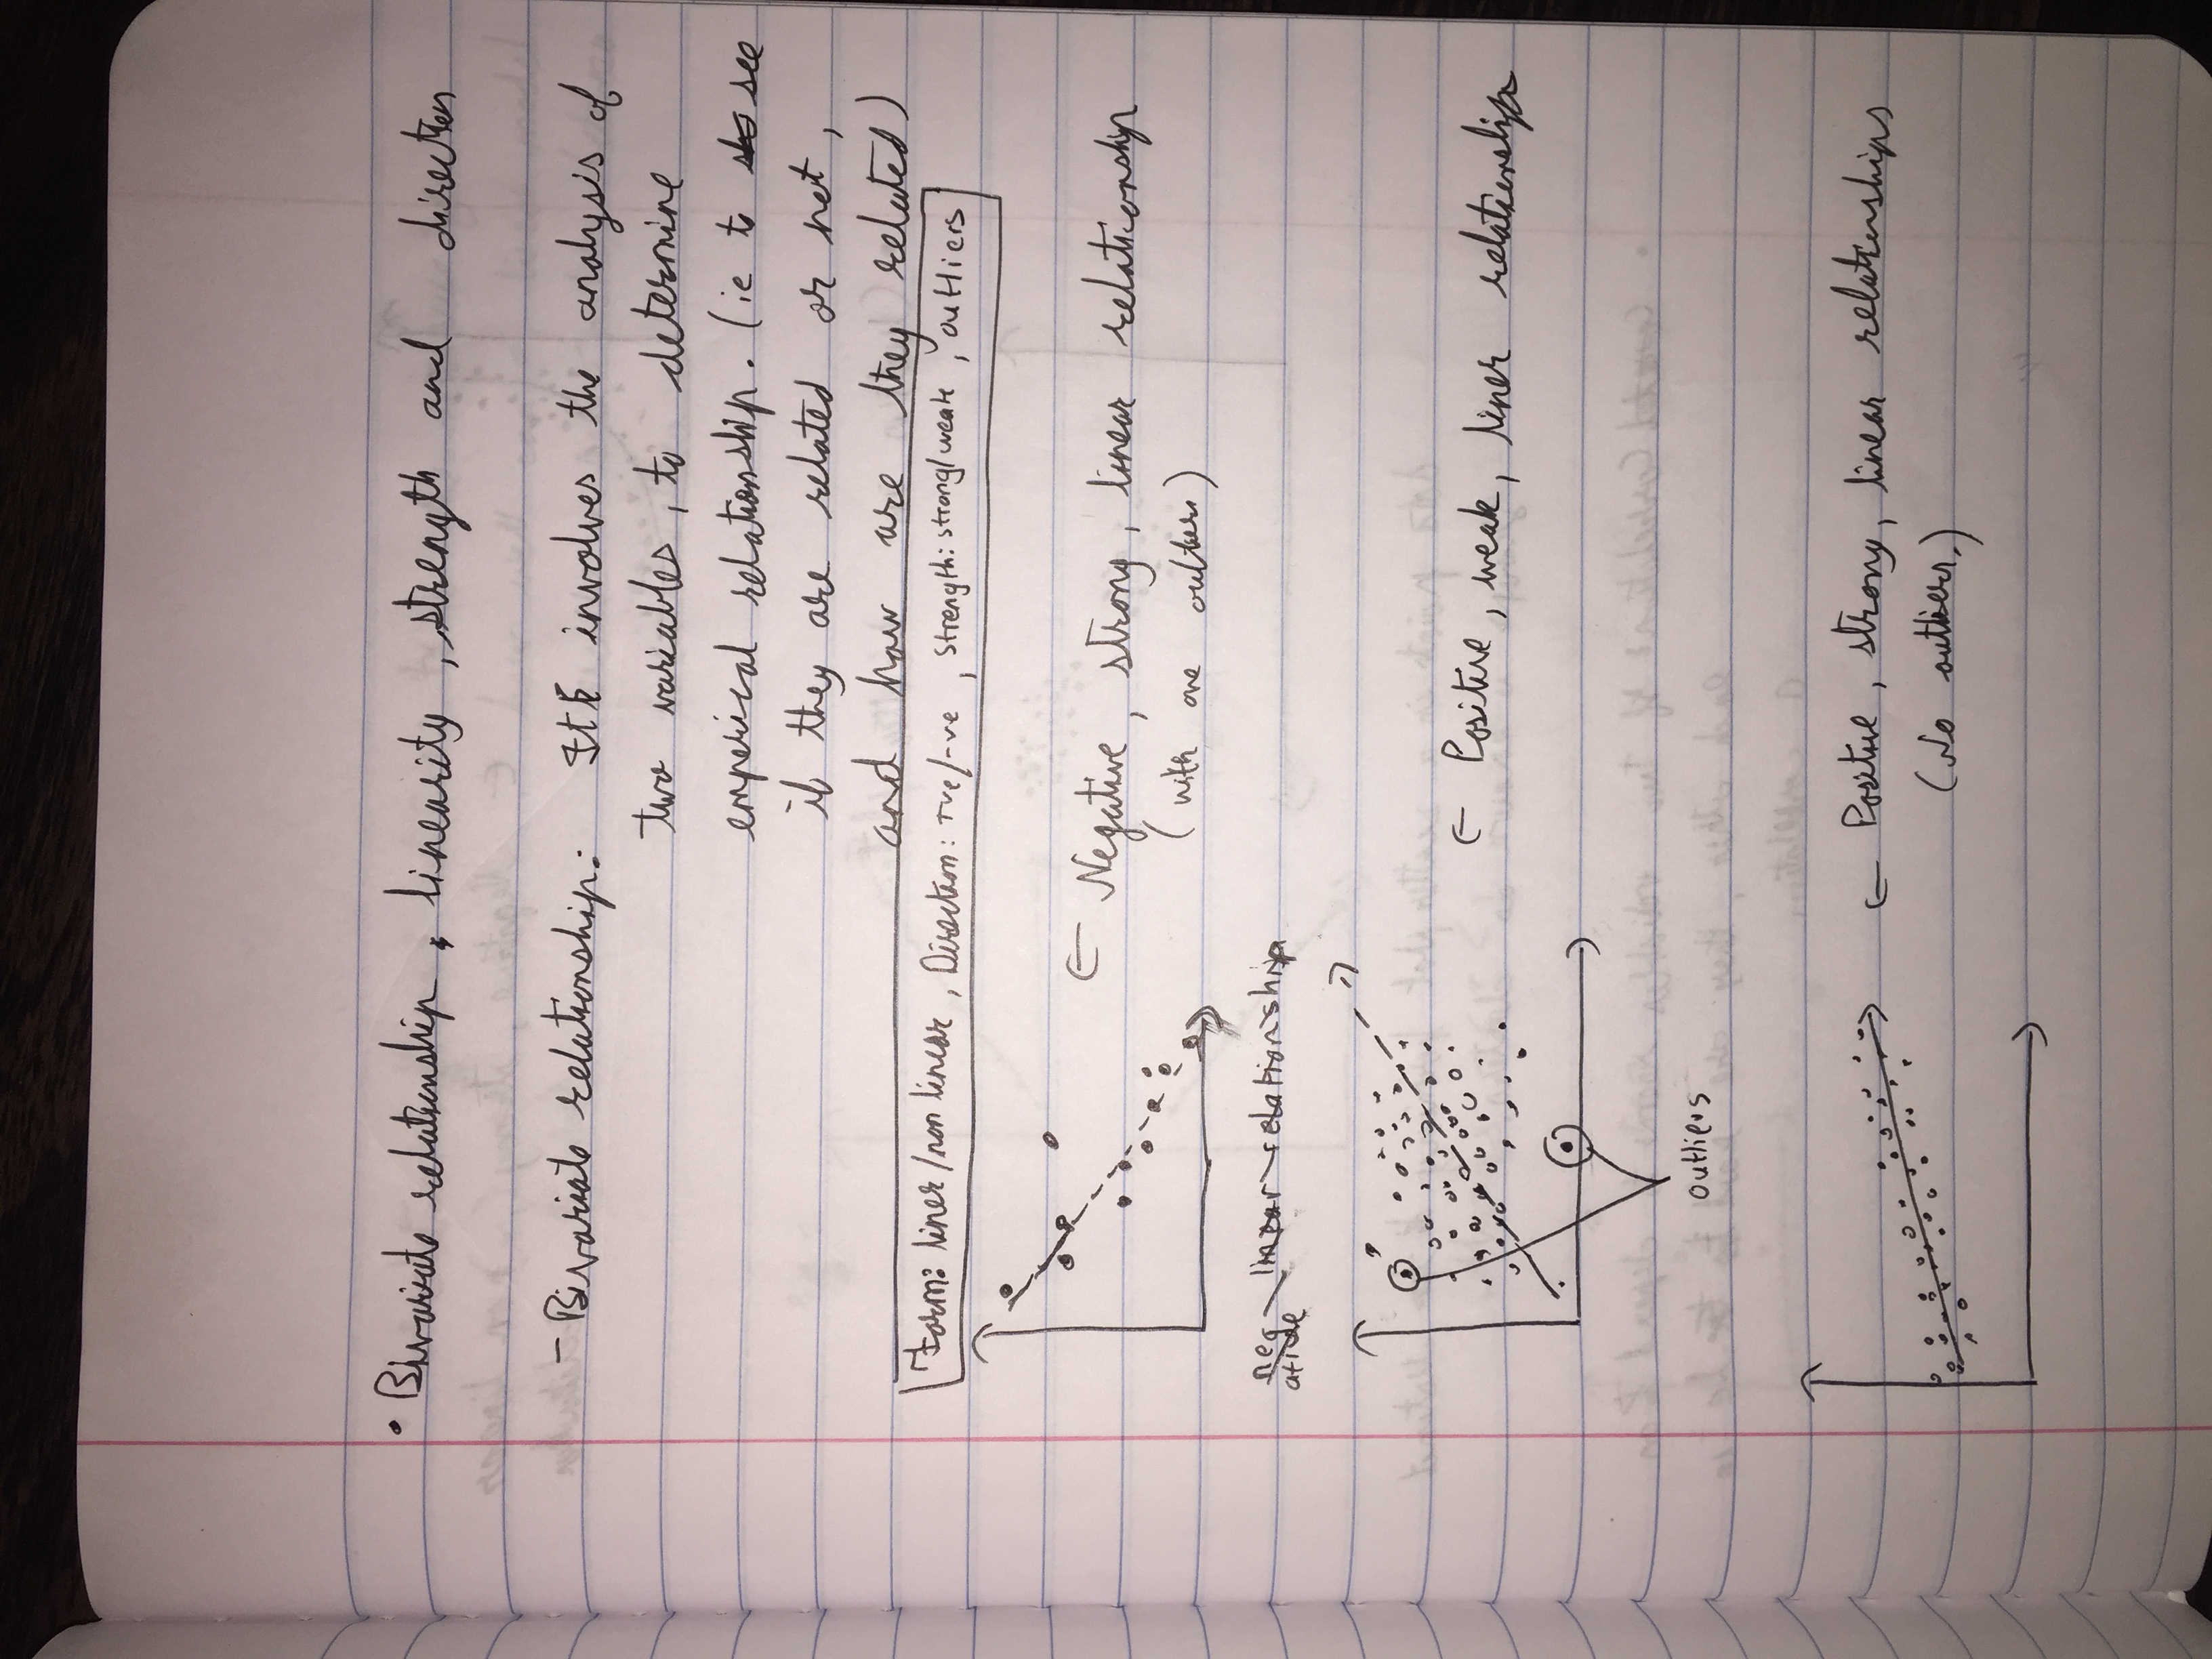 • Bivariate relationship, linearity, strength and direction
- Bivariate relationship: It involves the analysis of
two variables, to determine
emperical relationship. (ie to see
if they are related or not,
and how are they related)
Form: liner/non linear, Direction: +ve/-ve, Strength: strong/weak, outliers
← Negative, strong, linear relationship
(with one outliers)
negative linear relationship
← Positive, weak, liner relationship
outliers
← Positive, strong, linear relationships
(No outliers.)